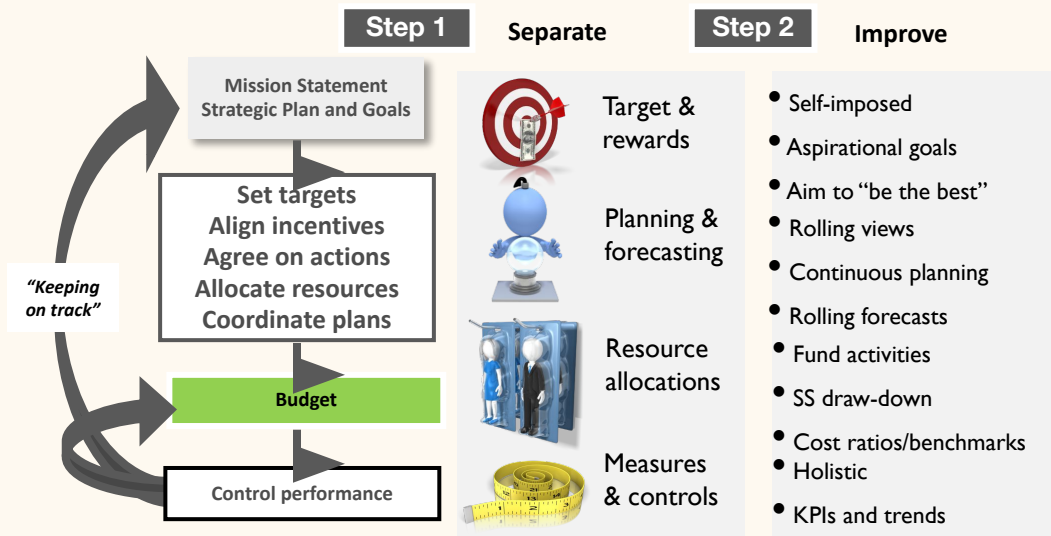 Step 1
Separate
Step 2
Improve
Mission Statement
Strategic Plan and Goals
Set targets
Align incentives
Agree on actions
Allocate resources
Coordinate plans
"Keeping
on track"
Budget
Control performance
Target &
rewards
Planning &
forecasting
Resource
allocations
Measures
& controls
• Self-imposed
• Aspirational goals
• Aim to “be the best”
• Rolling views
• Continuous planning
• Rolling forecasts
• Fund activities
• SS draw-down
• Cost ratios/benchmarks
• Holistic
• KPIs and trends